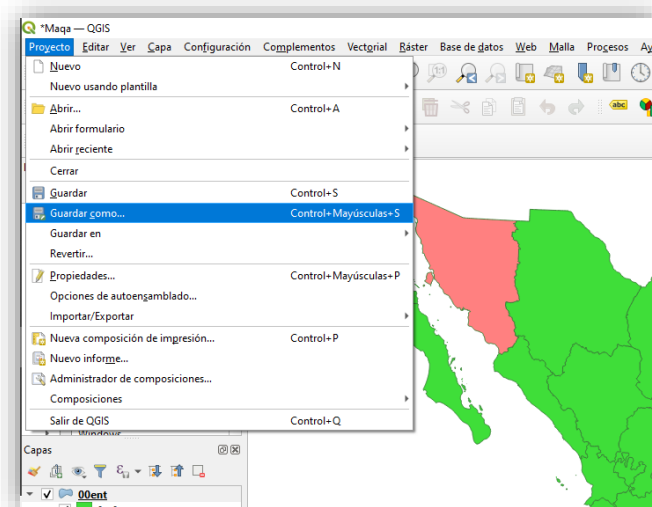 *Maqa — QGIS
Proyecto Editar Ver Capa Configuración Complementos Vectorial Ráster Base de datos Web Malla Procesos Ay
Nuevo Control+N
Nuevo usando plantilla
Abrir... Control+A
Abrir formulario
Abrir reciente
Cerrar
Guardar Control+S
Guardar como... Control+Mayúsculas+S
Guardar en
Revertir...
Propiedades... Control+Mayúsculas+P
Opciones de autoensamblado...
Importar/Exportar
Nueva composición de impresión... Control+P
Nuevo informe...
Administrador de composiciones...
Composiciones
Salir de QGIS Control+Q
Windows
Capas
00ent
abc